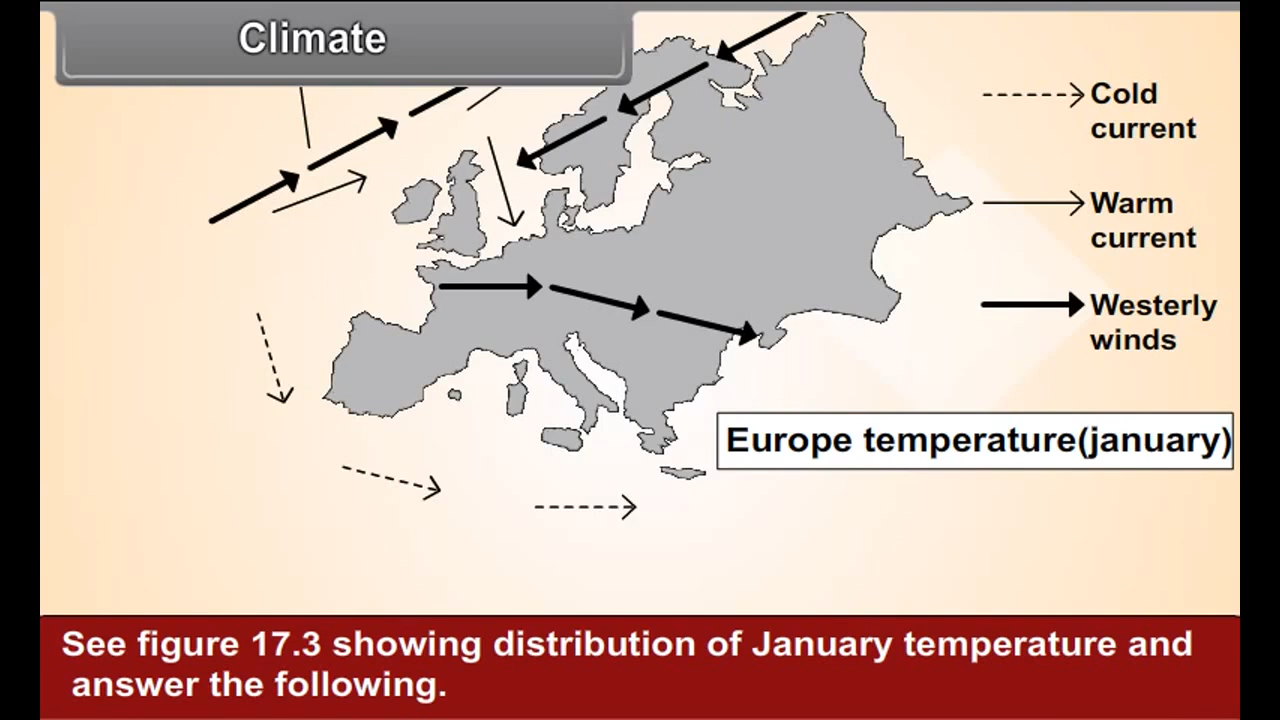 Climate
Cold
current
Warm
current
Westerly
winds
Europe temperature(january)
See figure 17.3 showing distribution of January temperature and
answer the following.